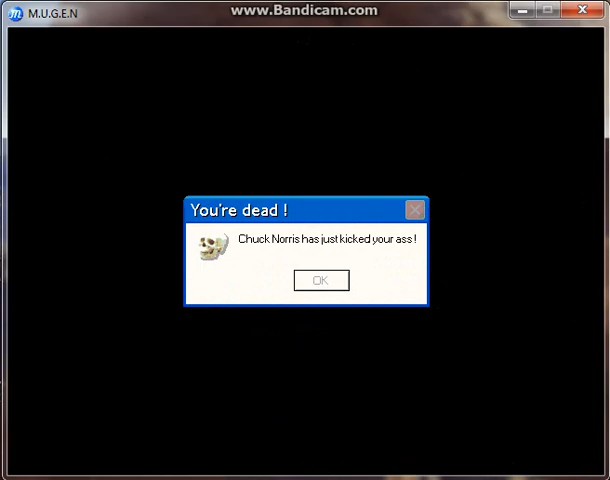 M.U.G.E.N
www.Bandicam.com
You're dead !
Chuck Norris has just kicked your ass !
OK